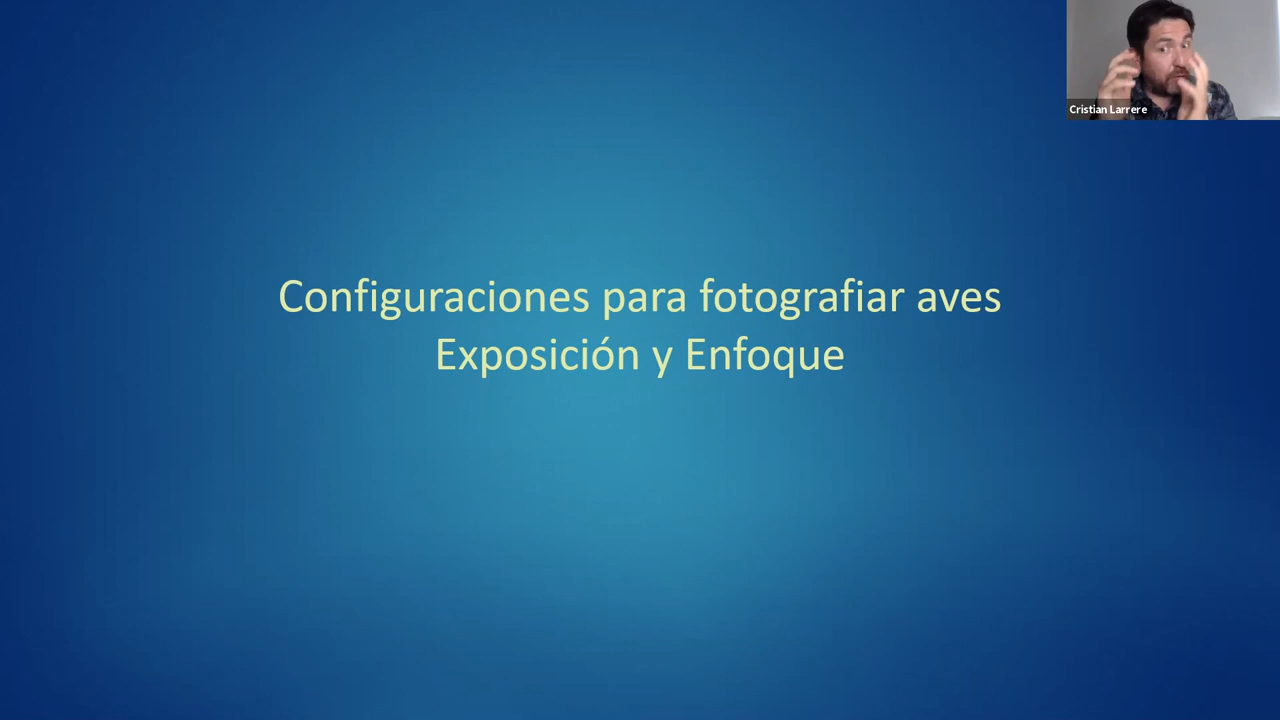 Cristian Larrere
Configuraciones para fotografiar aves
Exposición y Enfoque